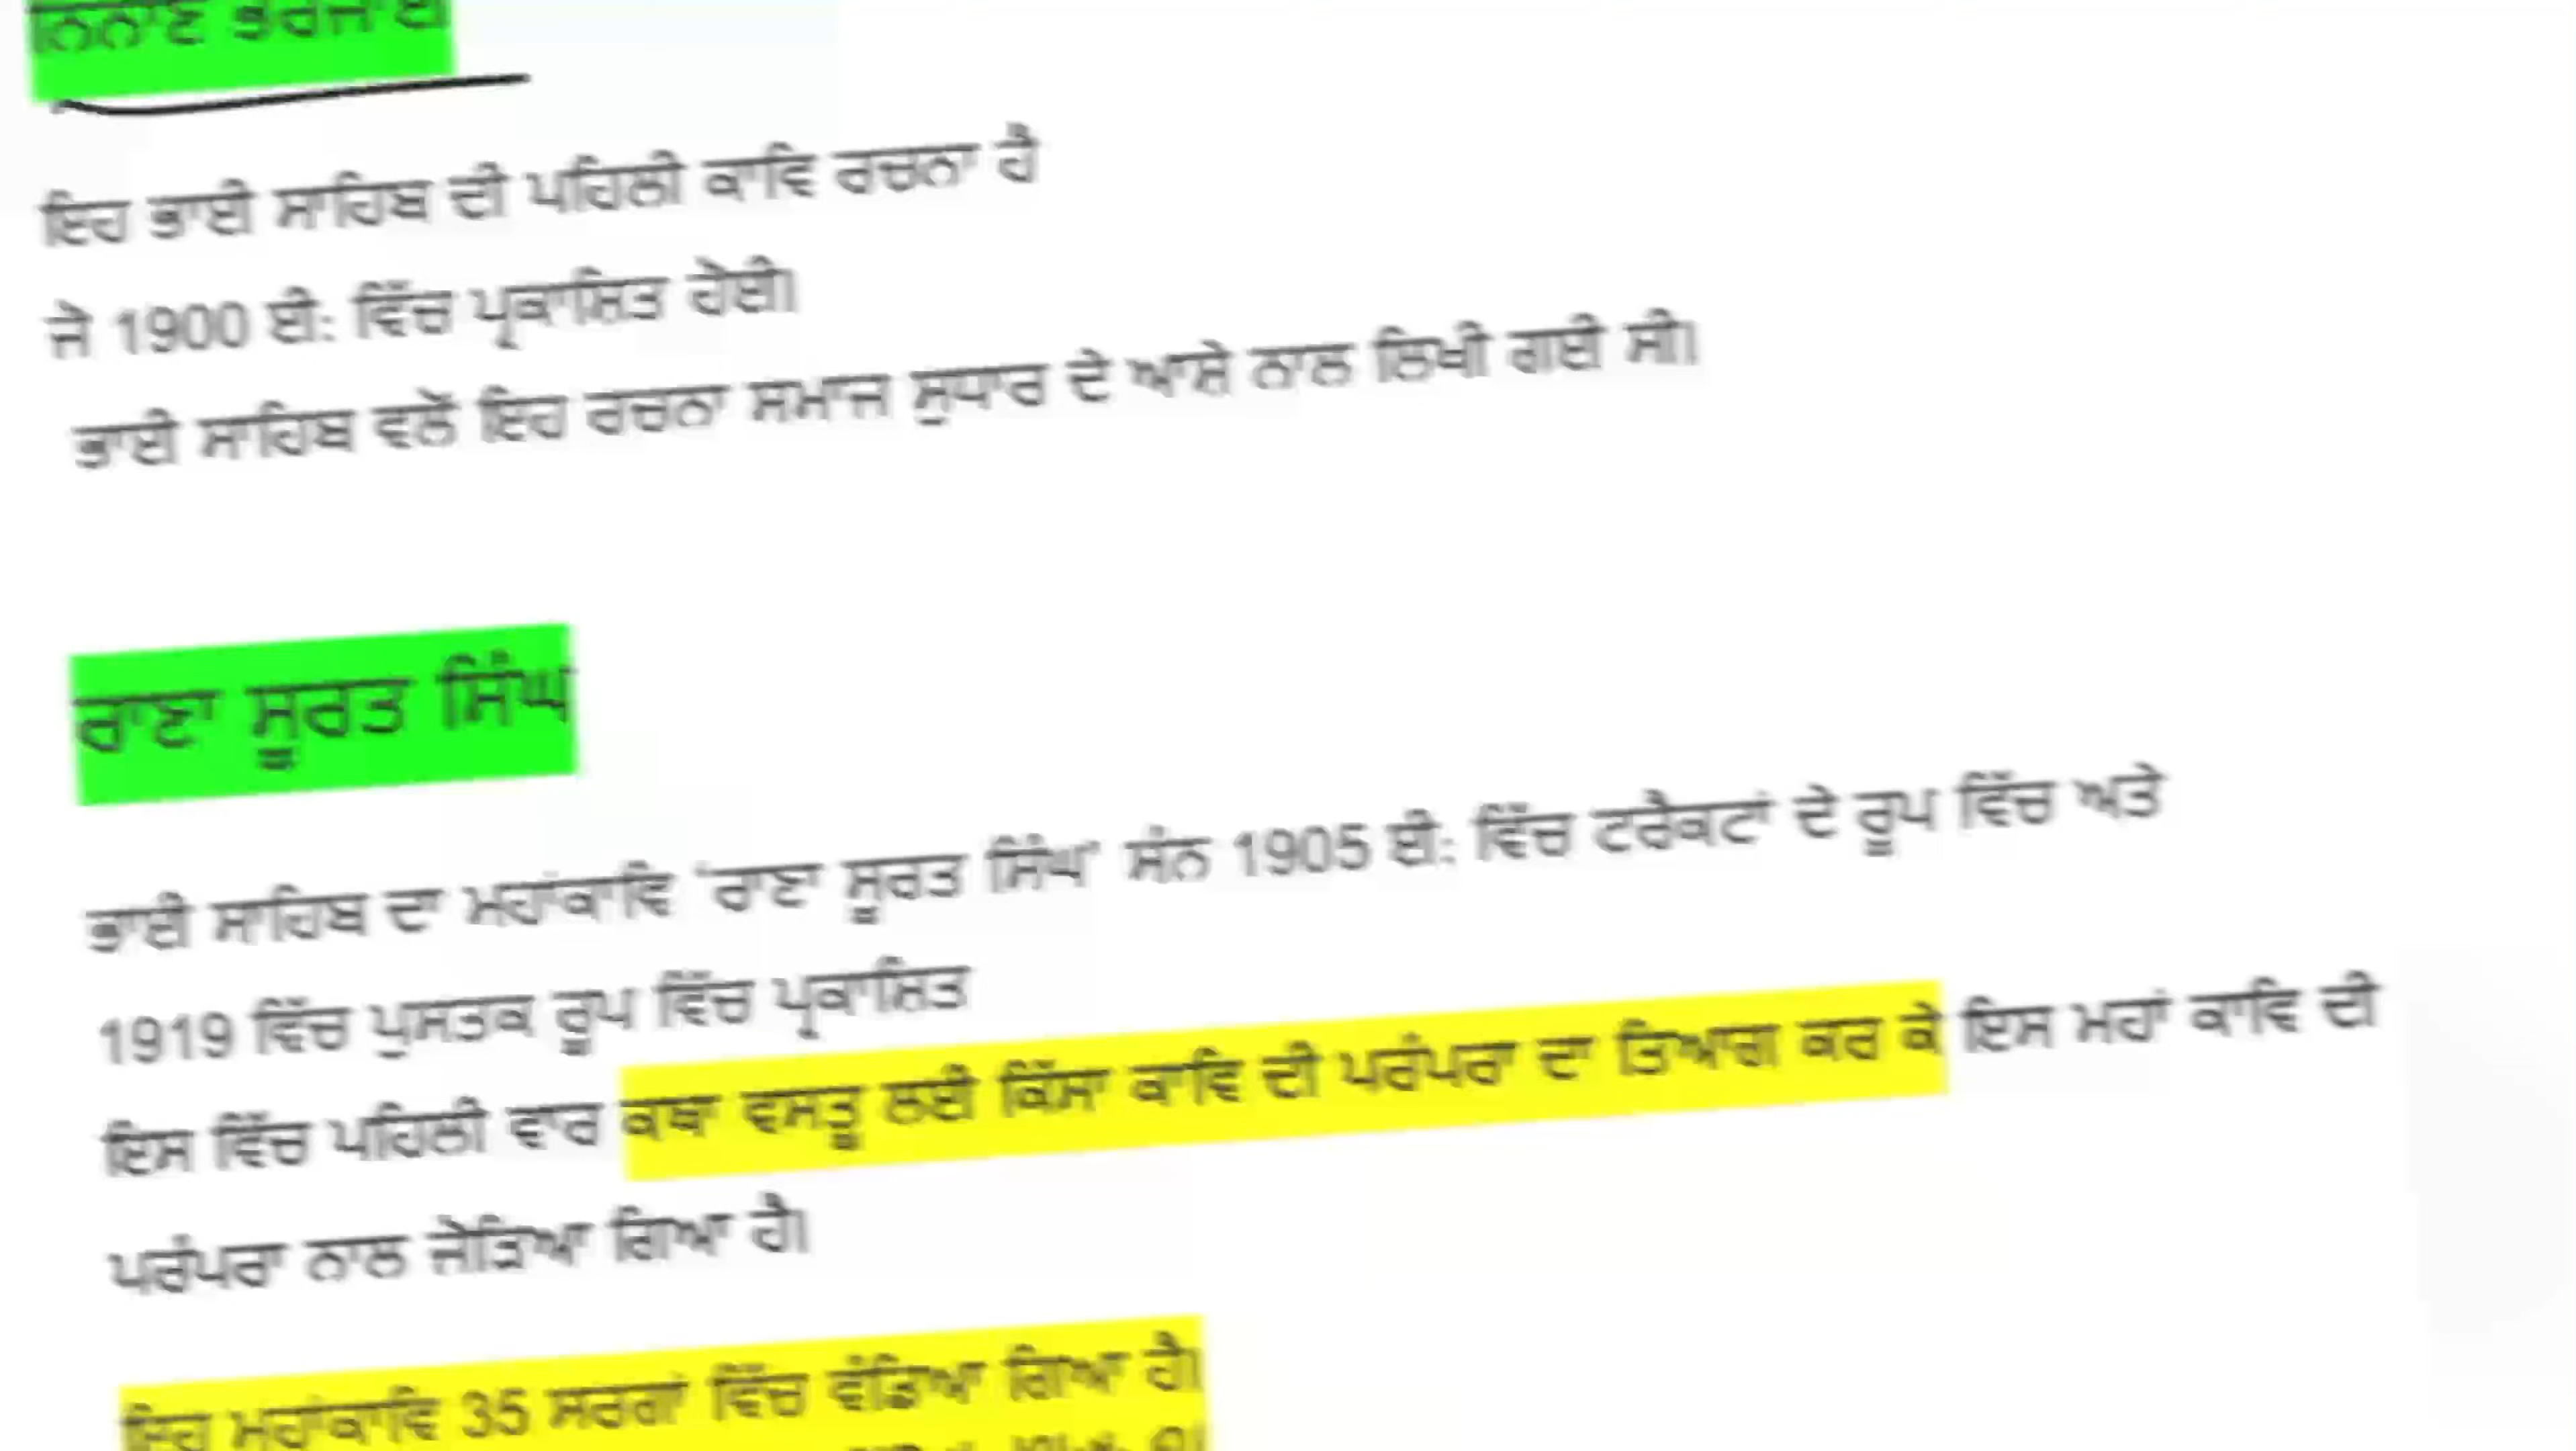 ਨਿਨਾਣ ਭਰਜਾਈ
ਇਹ ਭਾਈ ਸਾਹਿਬ ਦੀ ਪਹਿਲੀ ਕਾਵਿ ਰਚਨਾ ਹੈ
ਜੋ 1900 ਈ: ਵਿੱਚ ਪ੍ਰਕਾਸ਼ਿਤ ਹੋਈ।
ਭਾਈ ਸਾਹਿਬ ਵਲੋਂ ਇਹ ਰਚਨਾ ਸਮਾਜ ਸੁਧਾਰ ਦੇ ਆਸ਼ੇ ਨਾਲ ਲਿਖੀ ਗਈ ਸੀ।
ਰਾਣਾ ਸੂਰਤ ਸਿੰਘ
ਭਾਈ ਸਾਹਿਬ ਦਾ ਮਹਾਂਕਾਵਿ 'ਰਾਣਾ ਸੂਰਤ ਸਿੰਘ' ਸੰਨ 1905 ਈ: ਵਿੱਚ ਟਰੈਕਟਾਂ ਦੇ ਰੂਪ ਵਿੱਚ ਅਤੇ
1919 ਵਿੱਚ ਪੁਸਤਕ ਰੂਪ ਵਿੱਚ ਪ੍ਰਕਾਸ਼ਿਤ
ਇਸ ਵਿੱਚ ਪਹਿਲੀ ਵਾਰ ਕਥਾ ਵਸਤੂ ਲਈ ਕਿੱਸਾ ਕਾਵਿ ਦੀ ਪਰੰਪਰਾ ਦਾ ਤਿਆਗ ਕਰ ਕੇ ਇਸ ਮਹਾਂ ਕਾਵਿ ਦੀ
ਪਰੰਪਰਾ ਨਾਲ ਜੋੜਿਆ ਗਿਆ ਹੈ।
ਇਹ ਮਹਾਂਕਾਵਿ 35 ਸਰਗਾਂ ਵਿੱਚ ਵੰਡਿਆ ਗਿਆ ਹੈ।